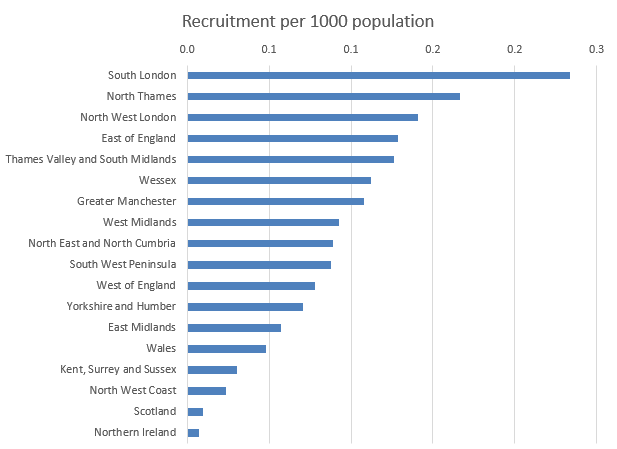 Recruitment per 1000 population
0.0 0.1 0.1 0.2 0.2 0.3
South London
North Thames
North West London
East of England
Thames Valley and South Midlands
Wessex
Greater Manchester
West Midlands
North East and North Cumbria
South West Peninsula
West of England
Yorkshire and Humber
East Midlands
Wales
Kent, Surrey and Sussex
North West Coast
Scotland
Northern Ireland